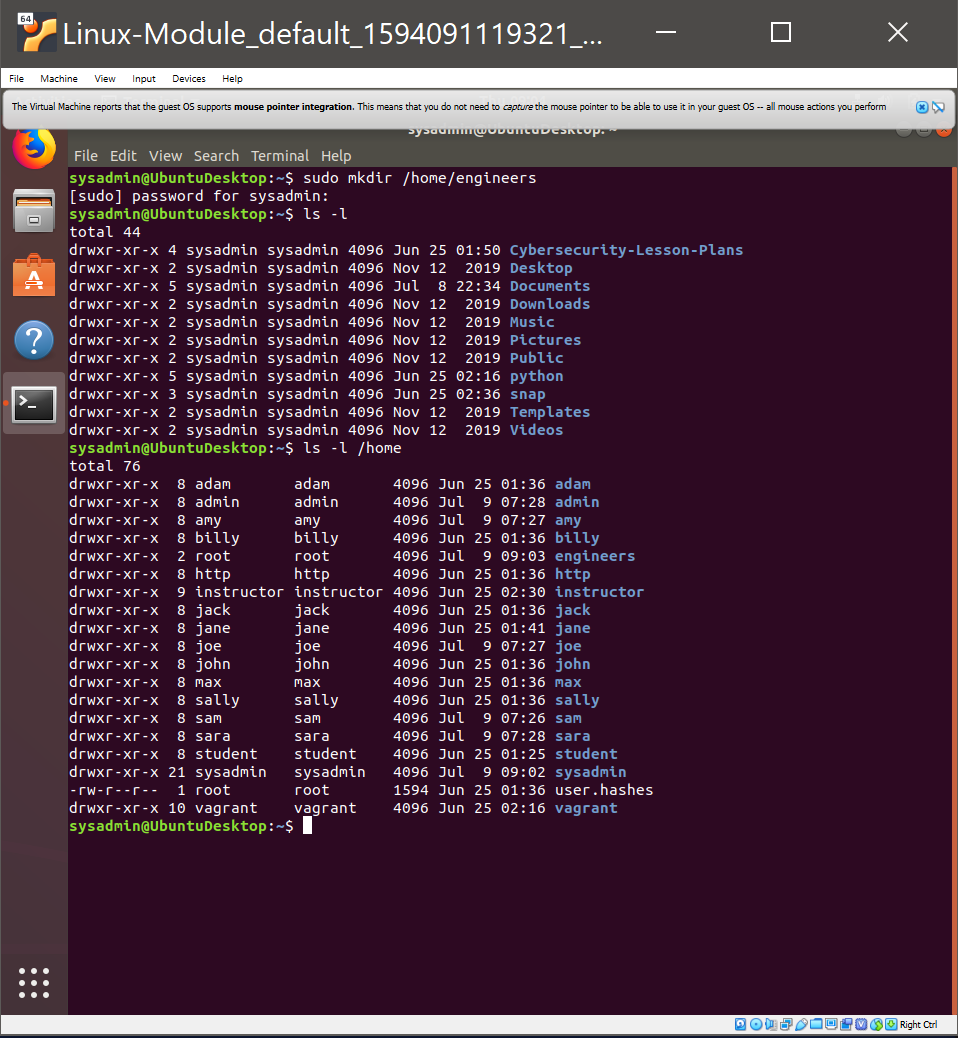 64
Linux-Module_default_1594091119321_...
File Machine View Input Devices Help
The Virtual Machine reports that the guest OS supports mouse pointer integration. This means that you do not need to capture the mouse pointer to be able to use it in your guest OS -- all mouse actions you perform
sysadmin@UbuntuDesktop: ~
File Edit View Search Terminal Help
sysadmin@UbuntuDesktop:~$ sudo mkdir /home/engineers
[sudo] password for sysadmin:
sysadmin@UbuntuDesktop:~$ ls -l
total 44
drwxr-xr-x 4 sysadmin sysadmin 4096 Jun 25 01:50 Cybersecurity-Lesson-Plans
drwxr-xr-x 2 sysadmin sysadmin 4096 Nov 12  2019 Desktop
drwxr-xr-x 5 sysadmin sysadmin 4096 Jul  8 22:34 Documents
drwxr-xr-x 2 sysadmin sysadmin 4096 Nov 12  2019 Downloads
drwxr-xr-x 2 sysadmin sysadmin 4096 Nov 12  2019 Music
drwxr-xr-x 2 sysadmin sysadmin 4096 Nov 12  2019 Pictures
drwxr-xr-x 2 sysadmin sysadmin 4096 Nov 12  2019 Public
drwxr-xr-x 5 sysadmin sysadmin 4096 Jun 25 02:16 python
drwxr-xr-x 3 sysadmin sysadmin 4096 Jun 25 02:36 snap
drwxr-xr-x 2 sysadmin sysadmin 4096 Nov 12  2019 Templates
drwxr-xr-x 2 sysadmin sysadmin 4096 Nov 12  2019 Videos
sysadmin@UbuntuDesktop:~$ ls -l /home
total 76
drwxr-xr-x  8 adam       adam       4096 Jun 25 01:36 adam
drwxr-xr-x  8 admin      admin      4096 Jul  9 07:28 admin
drwxr-xr-x  8 amy        amy        4096 Jul  9 07:27 amy
drwxr-xr-x  8 billy      billy      4096 Jun 25 01:36 billy
drwxr-xr-x  2 root       root       4096 Jul  9 09:03 engineers
drwxr-xr-x  8 http       http       4096 Jun 25 01:36 http
drwxr-xr-x  9 instructor instructor 4096 Jun 25 02:30 instructor
drwxr-xr-x  8 jack       jack       4096 Jun 25 01:36 jack
drwxr-xr-x  8 jane       jane       4096 Jun 25 01:41 jane
drwxr-xr-x  8 joe        joe        4096 Jul  9 07:27 joe
drwxr-xr-x  8 john       john       4096 Jun 25 01:36 john
drwxr-xr-x  8 max        max        4096 Jun 25 01:36 max
drwxr-xr-x  8 sally      sally      4096 Jun 25 01:36 sally
drwxr-xr-x  8 sam        sam        4096 Jul  9 07:26 sam
drwxr-xr-x  8 sara       sara       4096 Jul  9 07:28 sara
drwxr-xr-x  8 student    student    4096 Jun 25 01:25 student
drwxr-xr-x 21 sysadmin   sysadmin   4096 Jul  9 09:02 sysadmin
-rw-r--r--  1 root       root       1594 Jun 25 01:36 user.hashes
drwxr-xr-x 10 vagrant    vagrant    4096 Jun 25 02:16 vagrant
sysadmin@UbuntuDesktop:~$
Right Ctrl